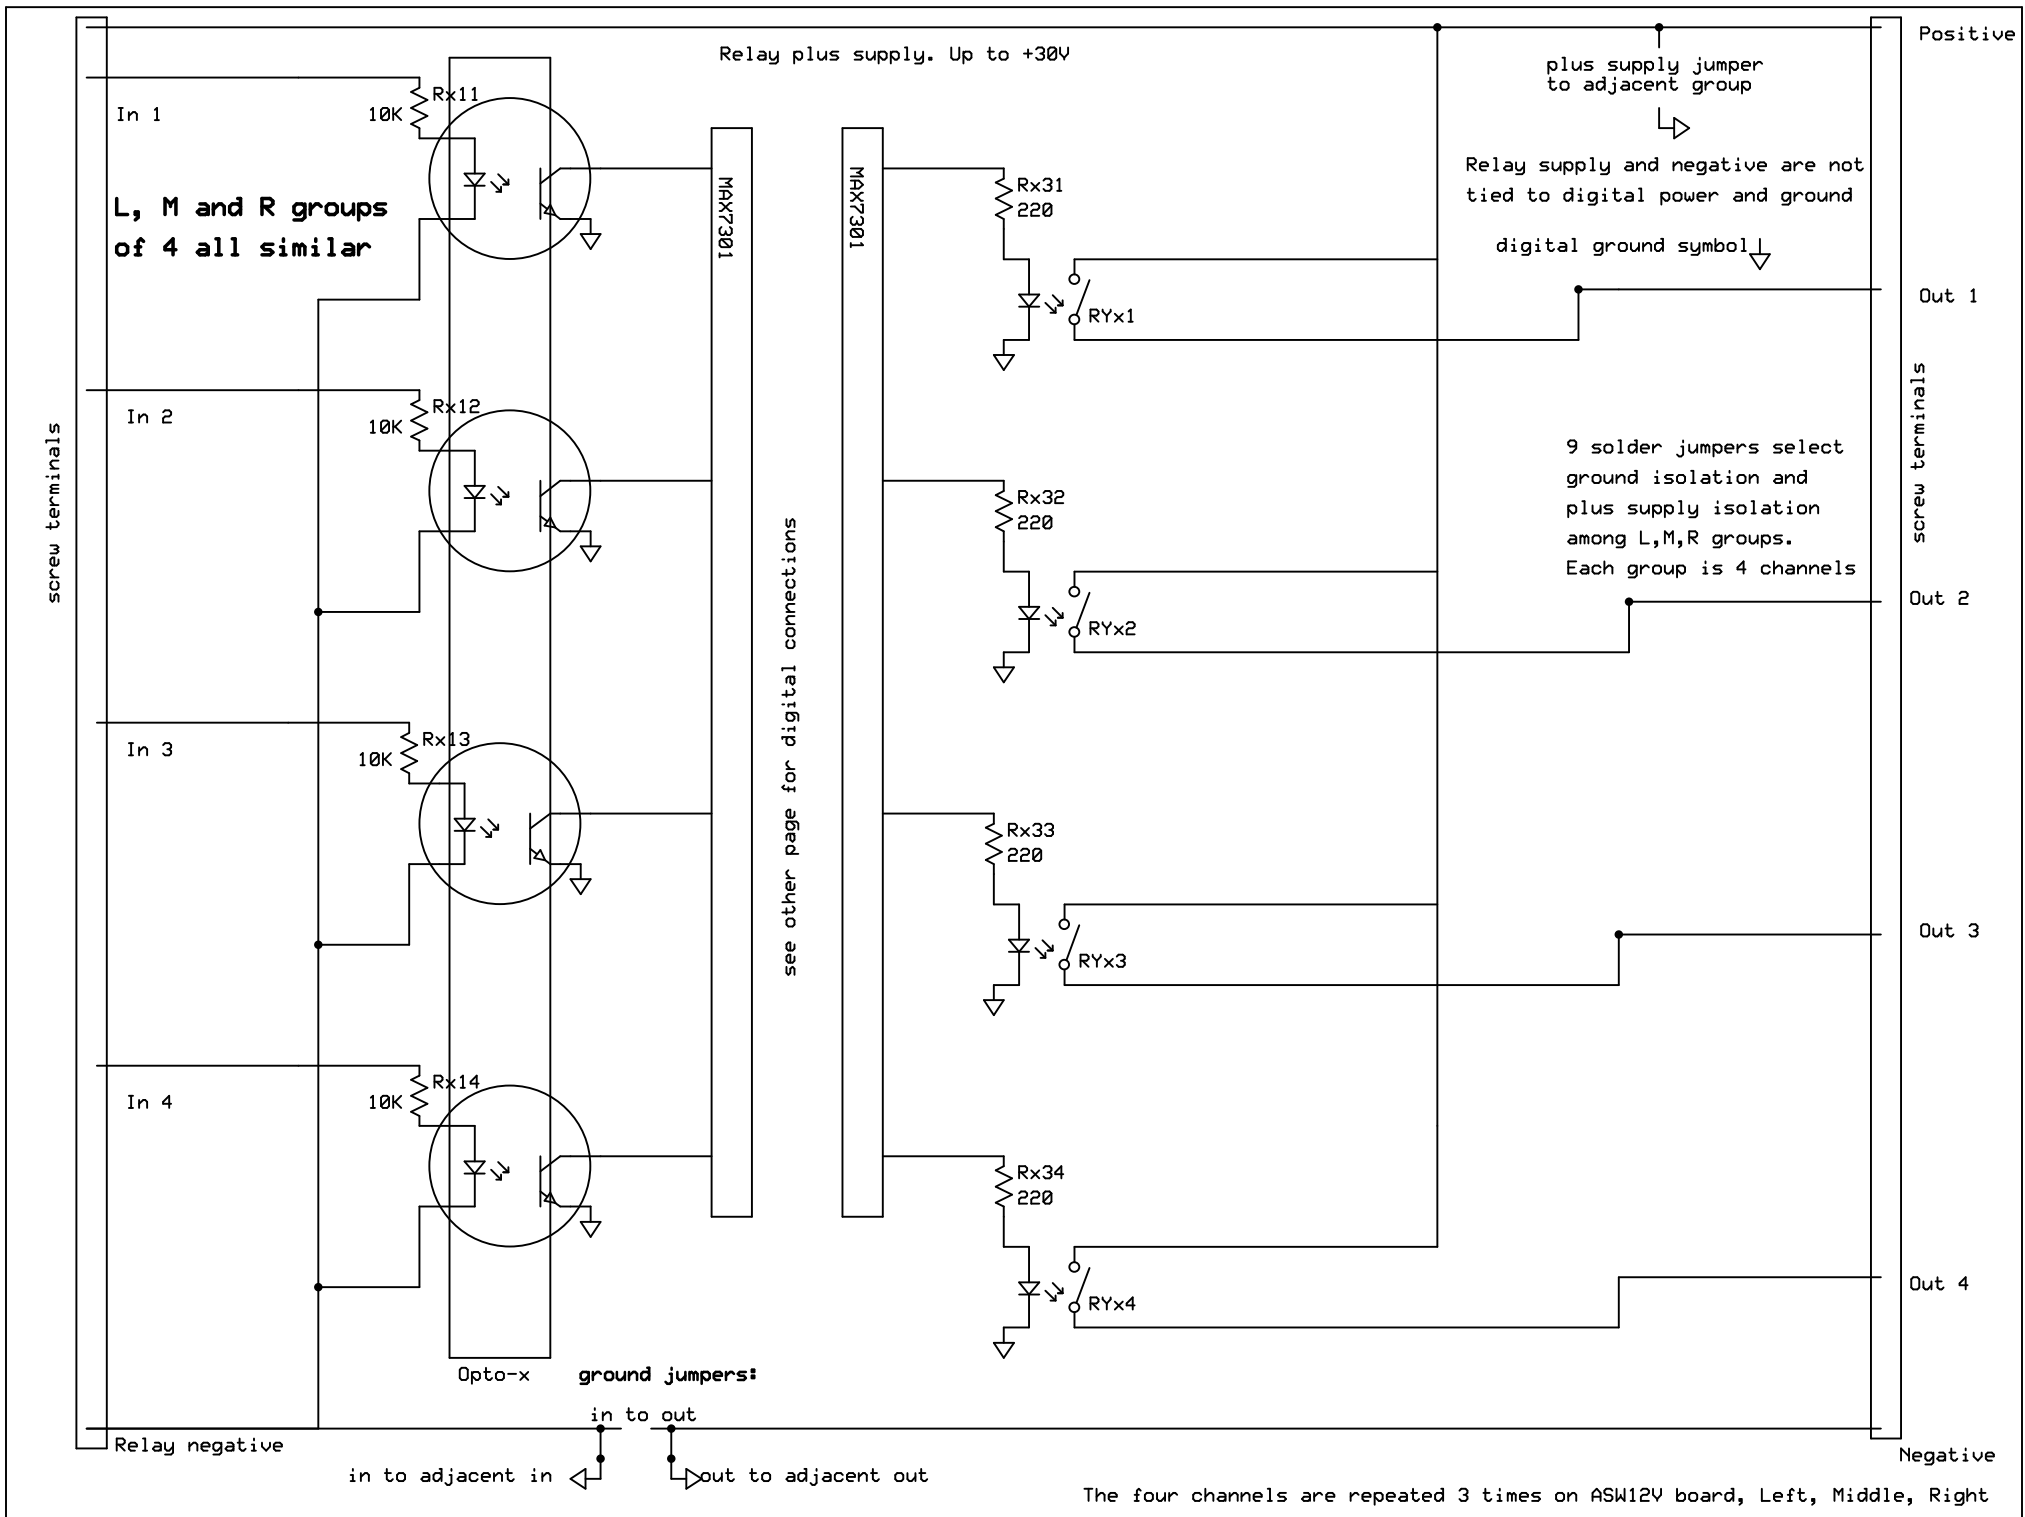 Positive
Relay plus supply. Up to +30V
plus supply jumper
to adjacent group
Rx11
10K
In 1
MAX7301
MAX7301
Relay supply and negative are not
tied to digital power and ground
Rx31
220
L, M and R groups
of 4 all similar
digital ground symbol
Out 1
RYx1
Rx12
10K
In 2
screw terminals
screw terminals
9 solder jumpers select
ground isolation and
plus supply isolation
among L,M,R groups.
Each group is 4 channels
Rx32
220
see other page for digital connections
Out 2
RYx2
Rx13
10K
In 3
Rx33
220
Out 3
RYx3
Rx14
10K
In 4
Rx34
220
Out 4
RYx4
Opto-x
ground jumpers:
in to out
Relay negative
Negative
in to adjacent in
out to adjacent out
The four channels are repeated 3 times on ASW12V board, Left, Middle, Right